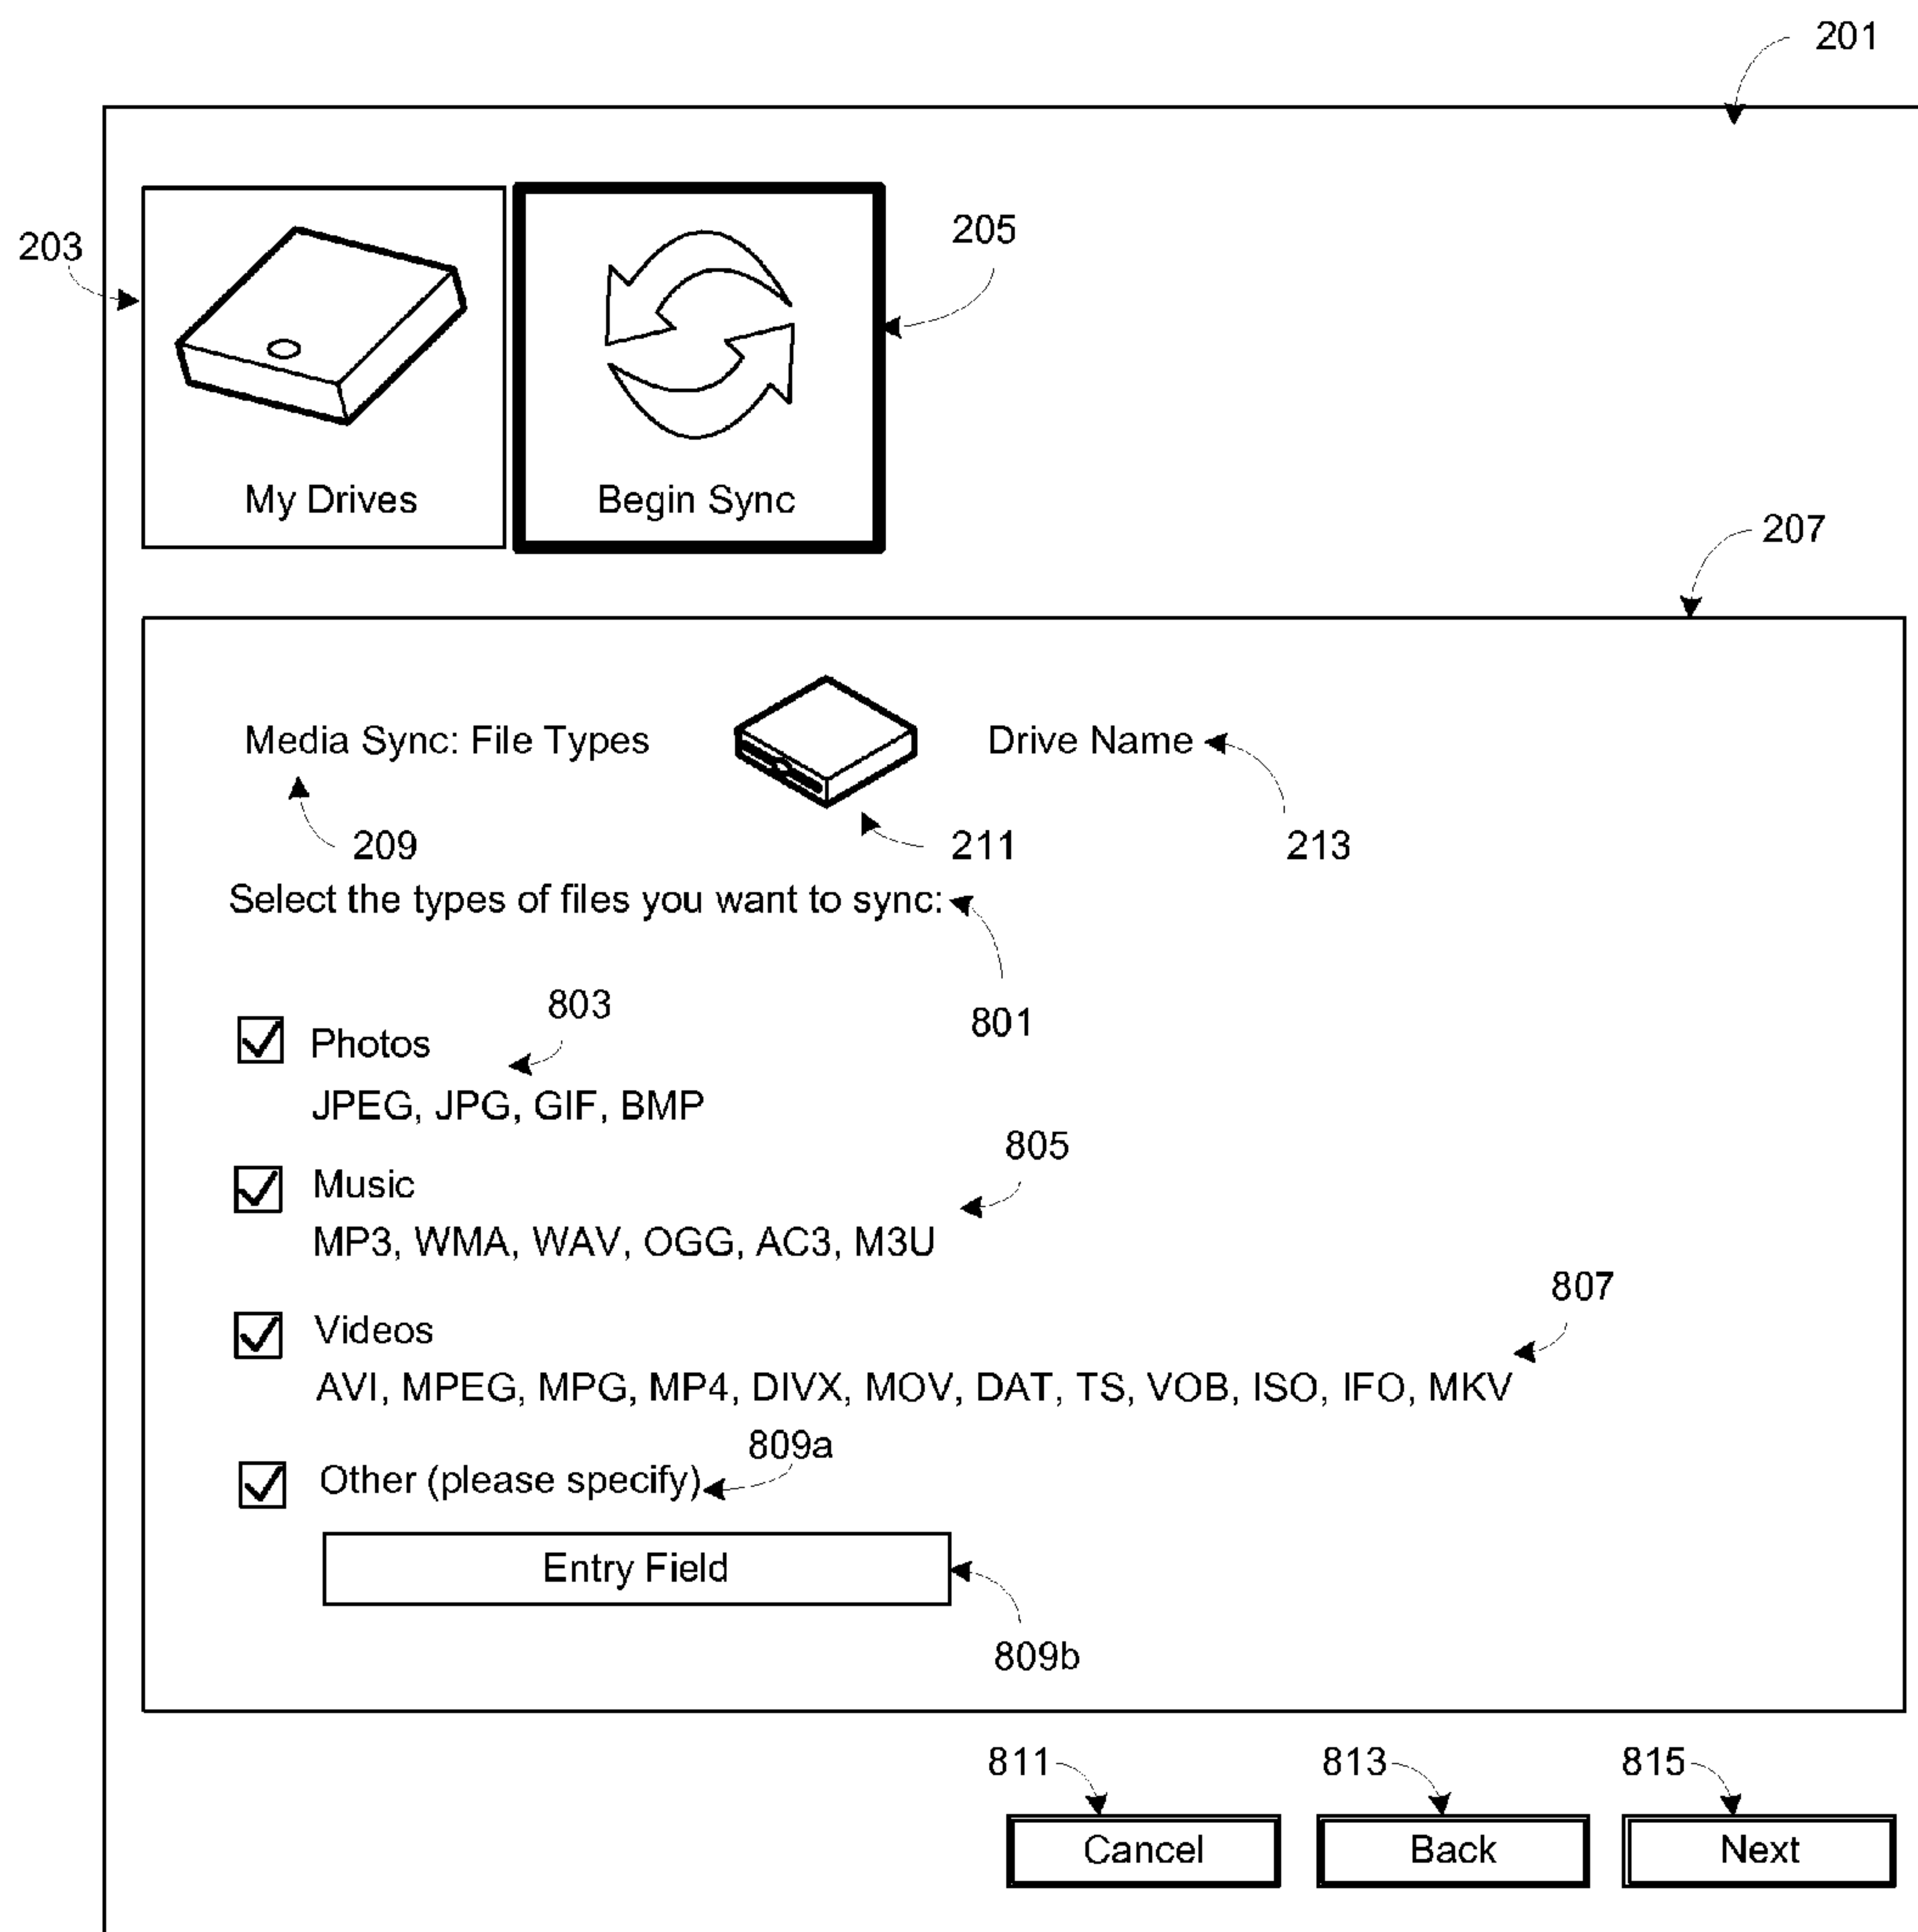 201
203
205
My Drives
Begin Sync
207
Media Sync: File Types
Drive Name
209
211
213
Select the types of files you want to sync:
801
803
Photos
JPEG, JPG, GIF, BMP
805
Music
MP3, WMA, WAV, OGG, AC3, M3U
807
Videos
AVI, MPEG, MPG, MP4, DIVX, MOV, DAT, TS, VOB, ISO, IFO, MKV
809a
Other (please specify)
Entry Field
809b
811
813
815
Cancel
Back
Next